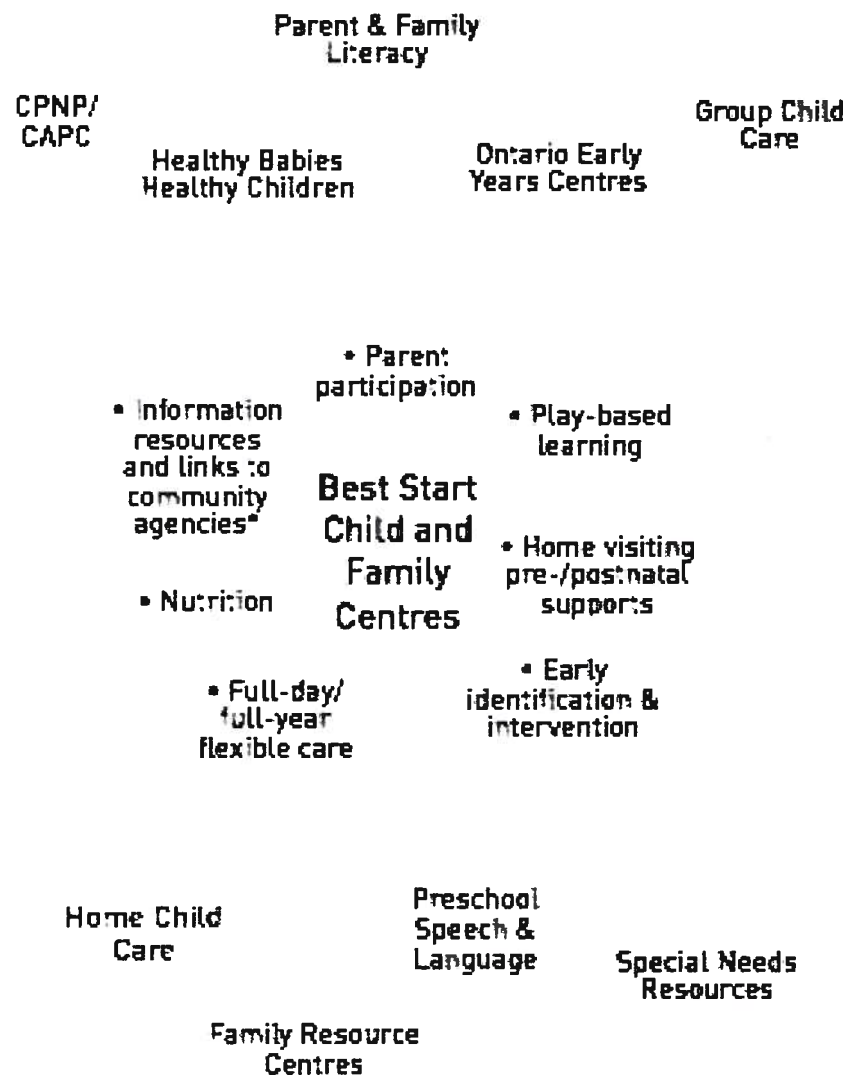 Parent & Family
Literacy
CPNP/
CAPC
Group Child
Care
Healthy Babies
Healthy Children
Ontario Early
Years Centres
• Parent
participation
• Information
resources
and links to
community
agencies*
• Play-based
learning
Best Start
Child and
Family
Centres
• Home visiting
pre-/postnatal
supports
• Nutrition
• Early
identification &
intervention
• Full-day/
full-year
flexible care
Home Child
Care
Preschool
Speech &
Language
Special Needs
Resources
Family Resource
Centres